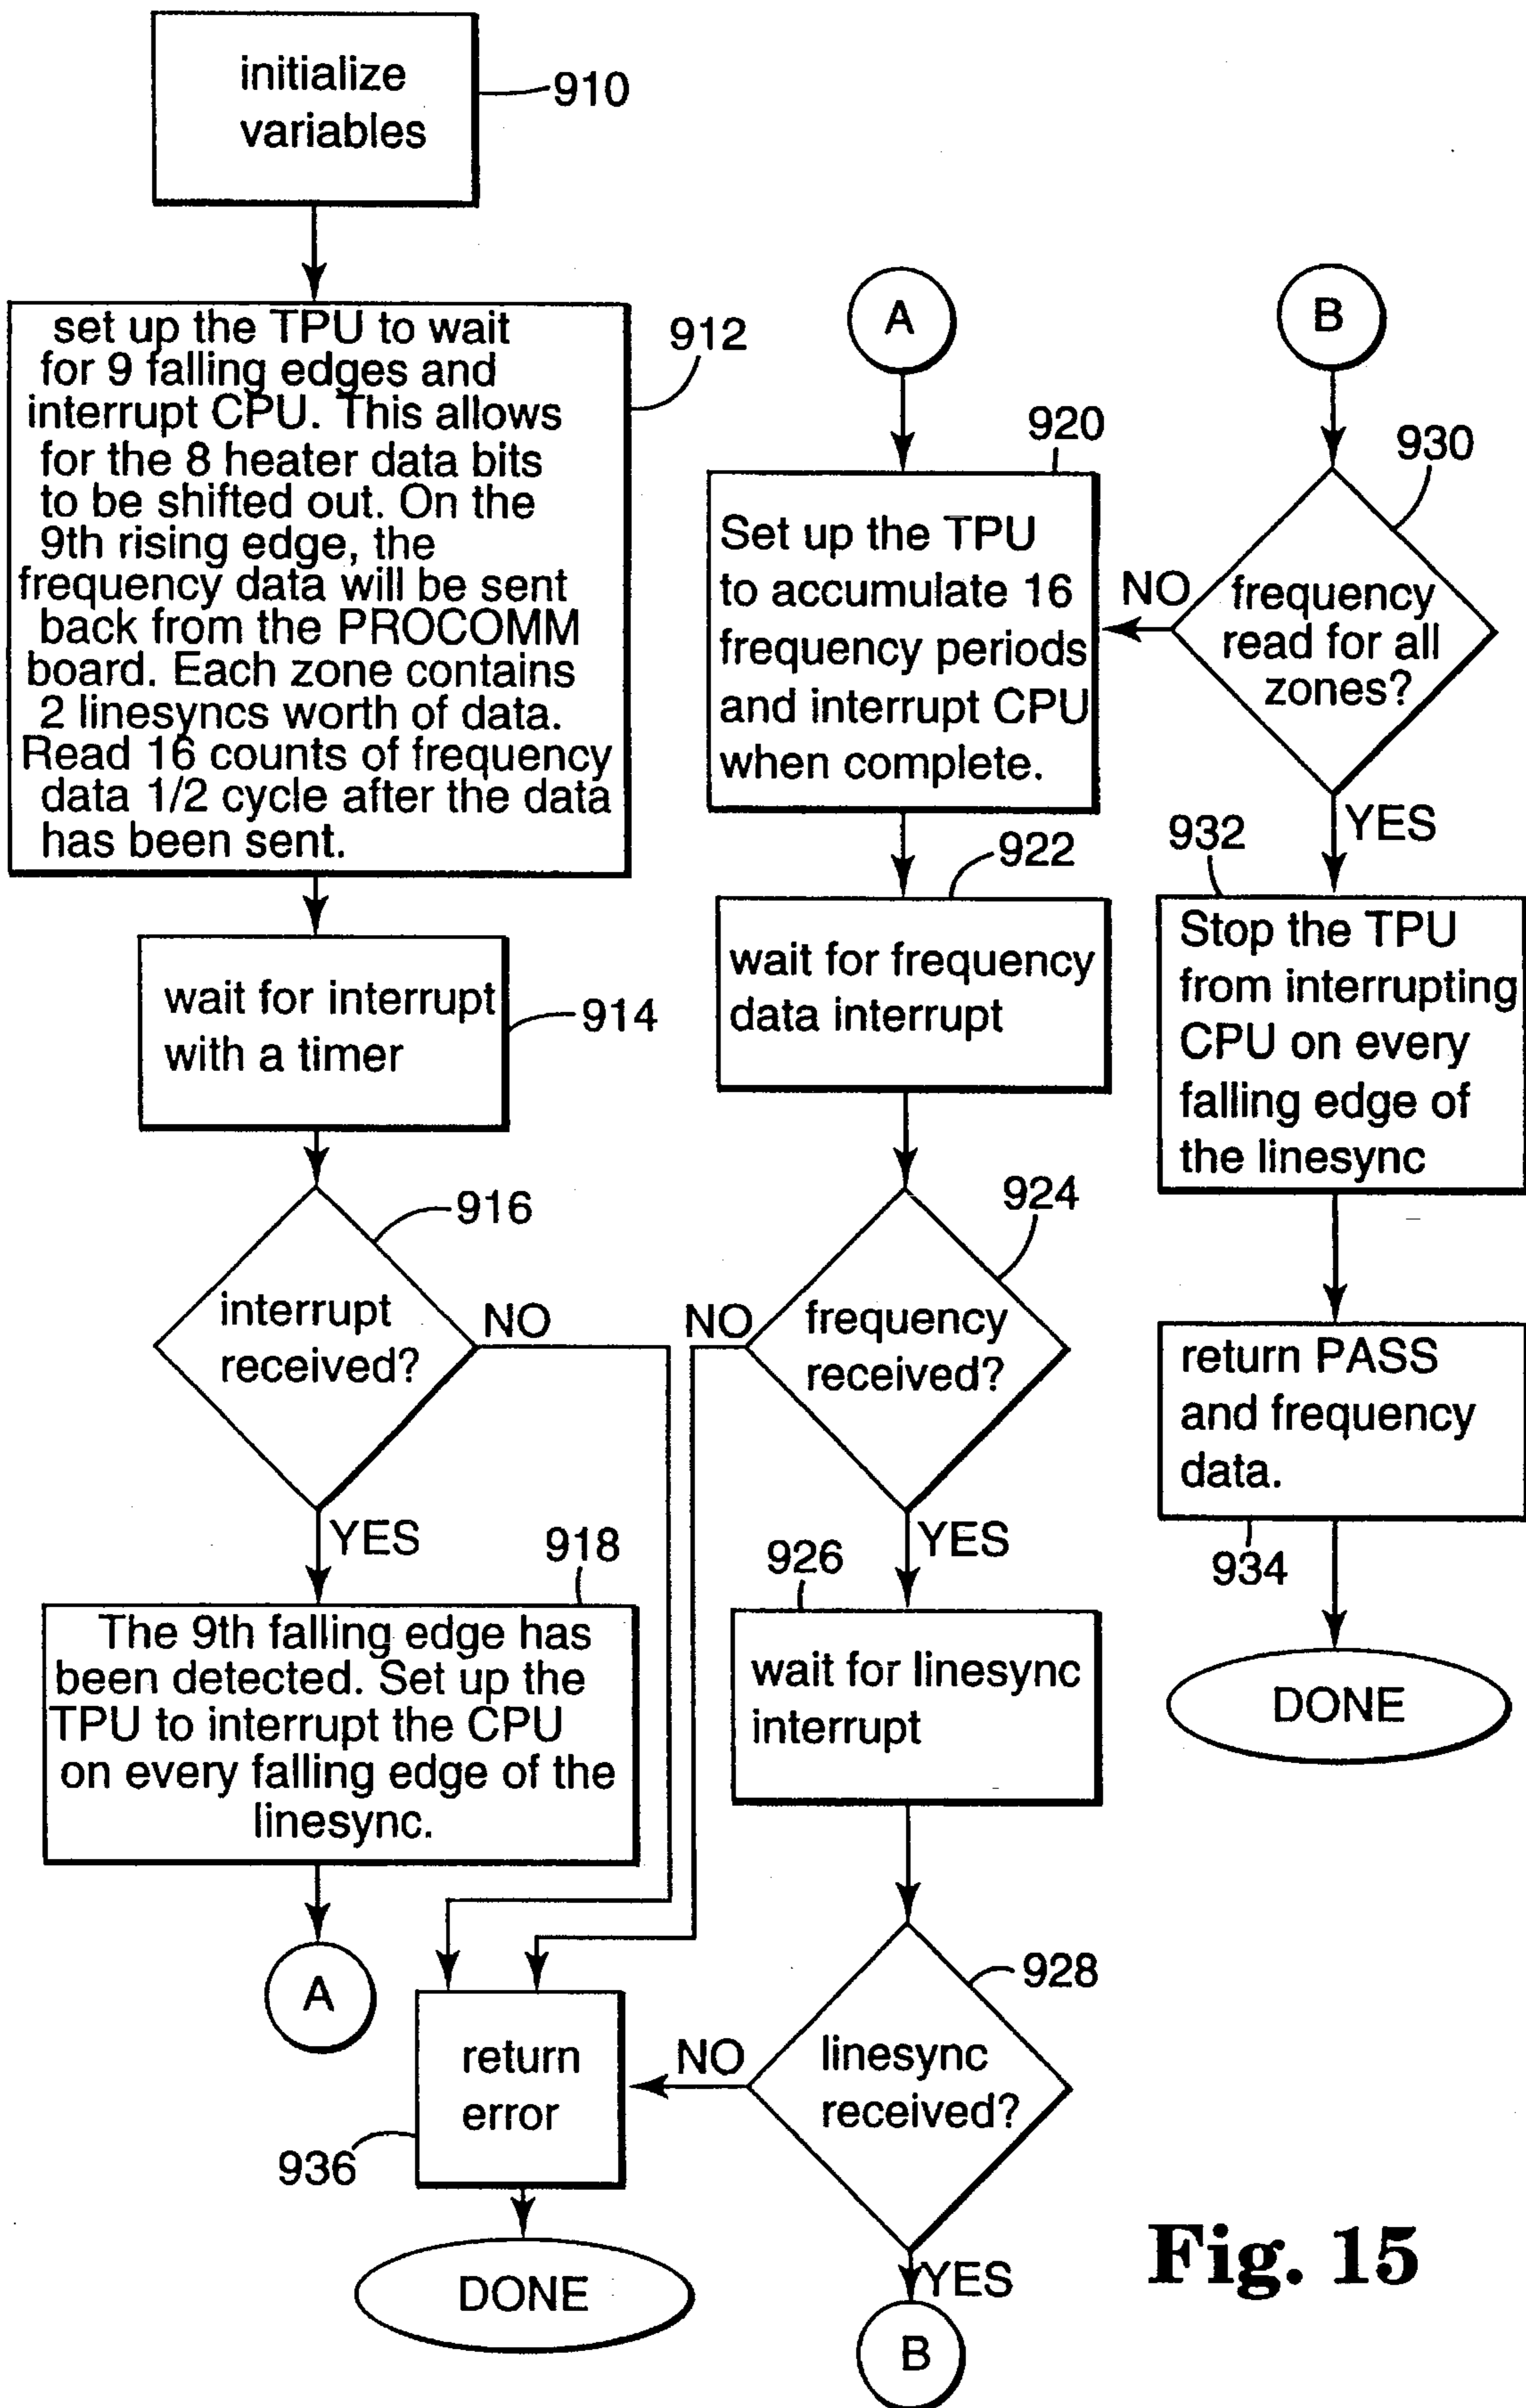 initialize
variables
910
set up the TPU to wait
for 9 falling edges and
interrupt CPU. This allows
for the 8 heater data bits
to be shifted out. On the
9th rising edge, the
frequency data will be sent
back from the PROCOMM
board. Each zone contains
2 linesyncs worth of data.
Read 16 counts of frequency
data 1/2 cycle after the data
has been sent.
912
wait for interrupt
with a timer
914
916
interrupt
received?
NO
YES
918
The 9th falling edge has
been detected. Set up the
TPU to interrupt the CPU
on every falling edge of the
linesync.
A
A
920
Set up the TPU
to accumulate 16
frequency periods
and interrupt CPU
when complete.
922
wait for frequency
data interrupt
924
NO
frequency
received?
YES
926
wait for linesync
interrupt
928
linesync
received?
NO
YES
B
return
error
936
DONE
B
930
NO
frequency
read for all
zones?
YES
932
Stop the TPU
from interrupting
CPU on every
falling edge of
the linesync
return PASS
and frequency
data.
934
DONE
Fig. 15